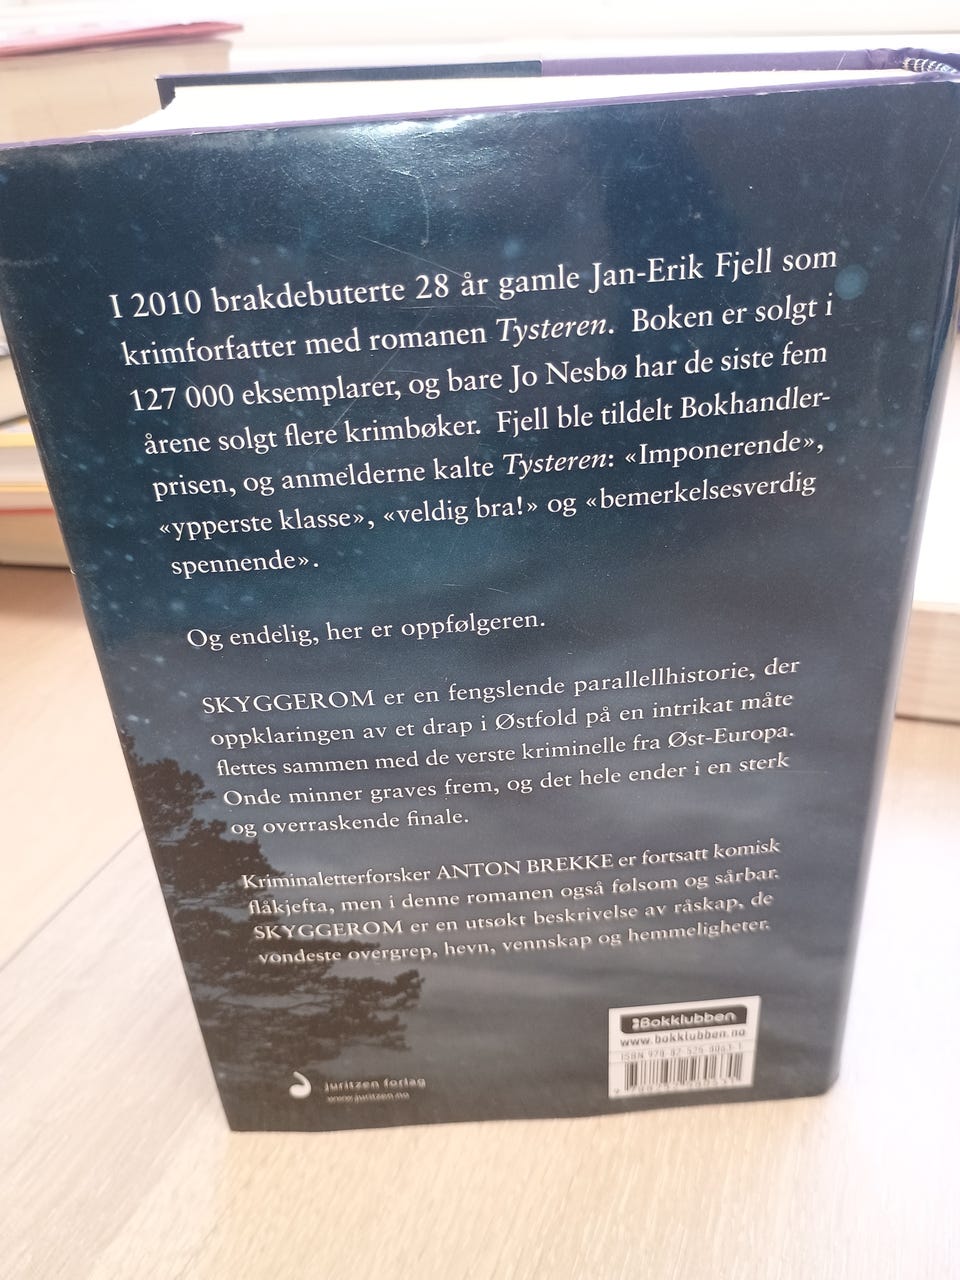 I 2010 brakdebuterte 28 år gamle Jan-Erik Fjell som
krimforfatter med romanen Tysteren. Boken er solgt i
127 000 eksemplarer, og bare Jo Nesbø har de siste fem
årene solgt flere krimbøker. Fjell ble tildelt Bokhandler-
prisen, og anmelderne kalte Tysteren: «Imponerende»,
«ypperste klasse», «veldig bra!» og «bemerkelsesverdig
spennende».
Og endelig, her er oppfølgeren.
SKYGGEROM er en fengslende parallellhistorie, der
oppklaringen av et drap i Østfold på en intrikat måte
flettes sammen med de verste kriminelle fra Øst-Europa.
Onde minner graves frem, og det hele ender i en sterk
og overraskende finale.
Kriminaletterforsker ANTON BREKKE er fortsatt komisk
flåkjefta, men i denne romanen også følsom og sårbar.
SKYGGEROM er en utsøkt beskrivelse av råskap, de
vondeste overgrep, hevn, vennskap og hemmeligheter.
Bokklubben
www.bokklubben.no
ISBN
juritzen forlag
www.juritzen.no